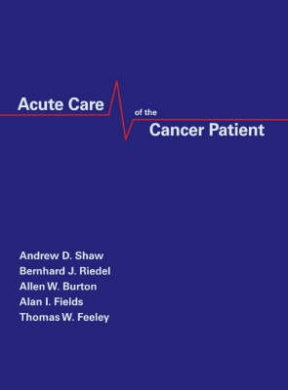 Acute Care
of the
Cancer Patient
Andrew D. Shaw
Bernhard J. Riedel
Allen W. Burton
Alan I. Fields
Thomas W. Feeley